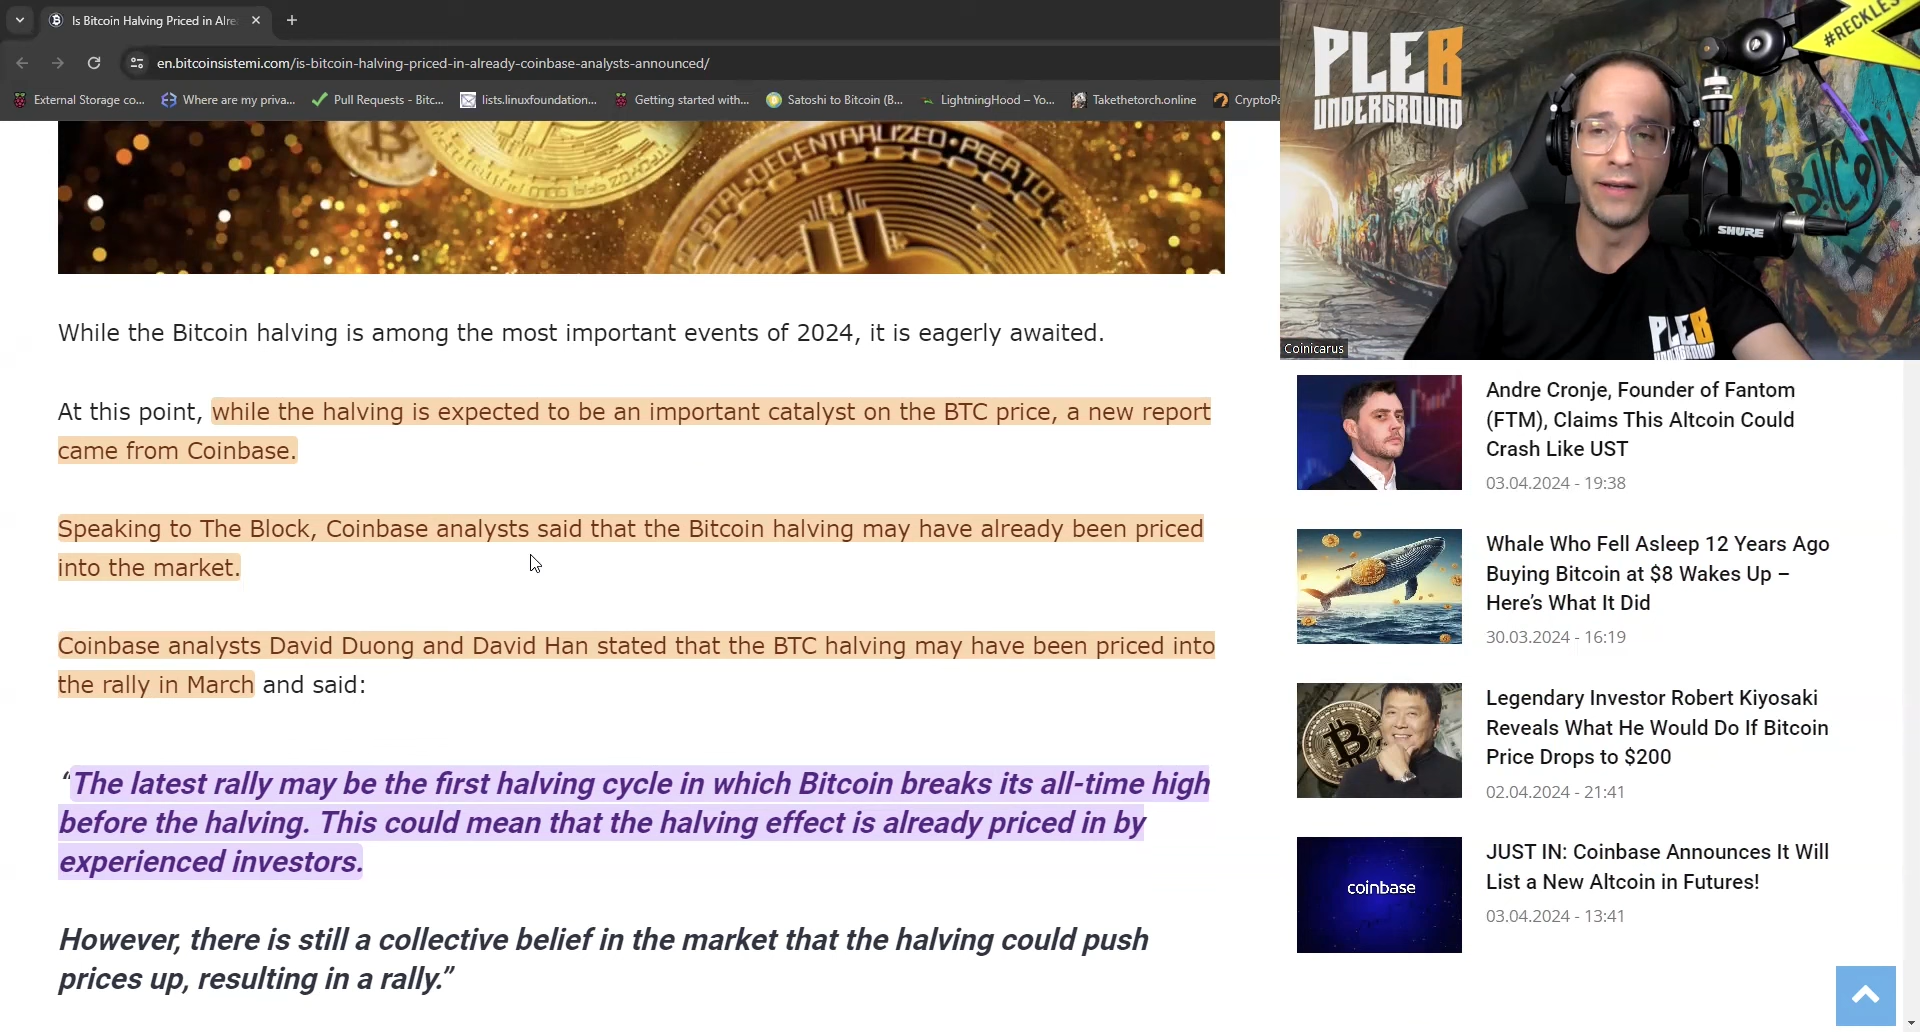 Is Bitcoin Halving Priced in Alre
en.bitcoinsistemi.com/is-bitcoin-halving-priced-in-already-coinbase-analysts-announced/
External Storage co...
Where are my priva...
Pull Requests - Bitc...
lists.linuxfoundation...
Getting started with...
Satoshi to Bitcoin (B...
LightningHood – Yo...
Takethetorch.online
CryptoPa
DECENTRALIZED • PEER TO
While the Bitcoin halving is among the most important events of 2024, it is eagerly awaited.
At this point, while the halving is expected to be an important catalyst on the BTC price, a new report
came from Coinbase.
Speaking to The Block, Coinbase analysts said that the Bitcoin halving may have already been priced
into the market.
Coinbase analysts David Duong and David Han stated that the BTC halving may have been priced into
the rally in March and said:
“The latest rally may be the first halving cycle in which Bitcoin breaks its all-time high
before the halving. This could mean that the halving effect is already priced in by
experienced investors.
However, there is still a collective belief in the market that the halving could push
prices up, resulting in a rally.”
PLEB
UNDERGROUND
#RECKLES
BITCOIN
SHURE
PLEB
UNDERGROUND
Coinicarus
Andre Cronje, Founder of Fantom
(FTM), Claims This Altcoin Could
Crash Like UST
03.04.2024 - 19:38
Whale Who Fell Asleep 12 Years Ago
Buying Bitcoin at $8 Wakes Up –
Here’s What It Did
30.03.2024 - 16:19
Legendary Investor Robert Kiyosaki
Reveals What He Would Do If Bitcoin
Price Drops to $200
02.04.2024 - 21:41
coinbase
JUST IN: Coinbase Announces It Will
List a New Altcoin in Futures!
03.04.2024 - 13:41